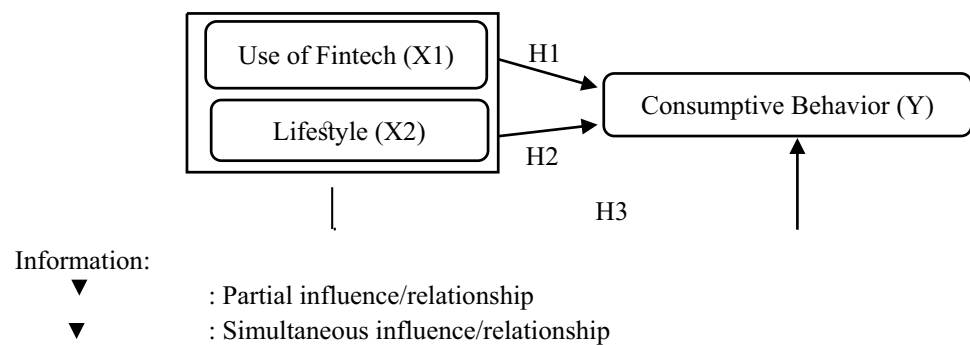 Use of Fintech (X1)
H1
Consumptive Behavior (Y)
Lifestyle (X2)
H2
H3
Information:
: Partial influence/relationship
: Simultaneous influence/relationship